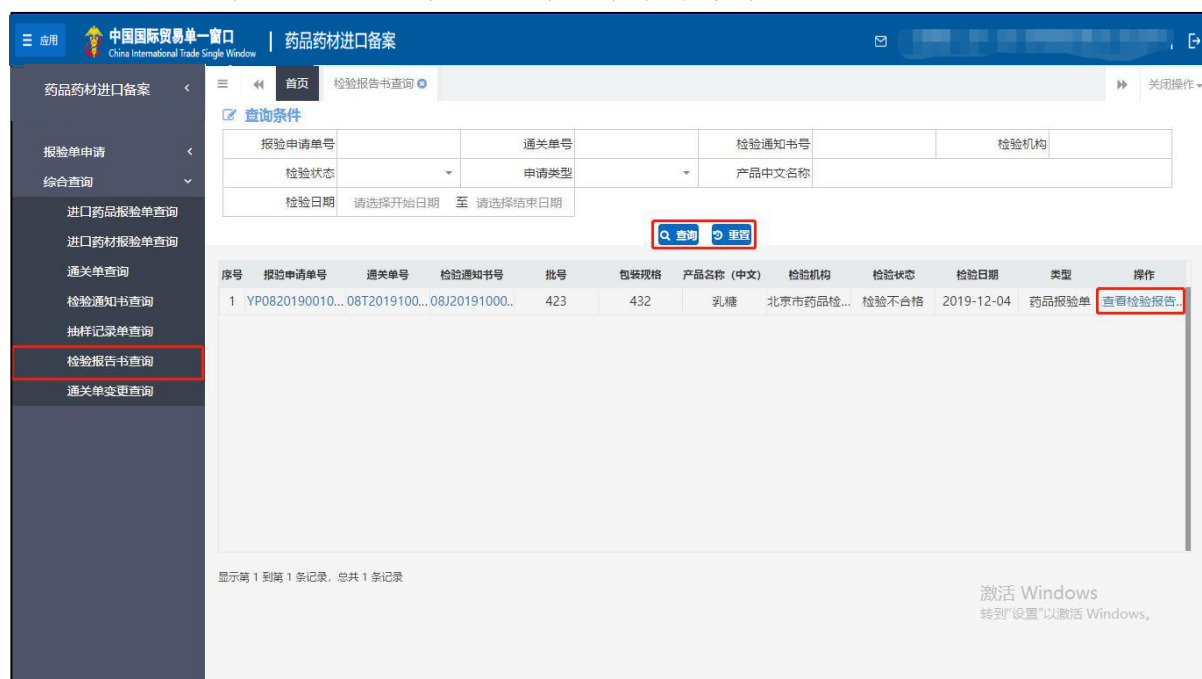 应用 中国国际贸易单一窗口 China International Trade Single Window | 药品药材进口备案
药品药材进口备案
首页 检验报告书查询 关闭操作
查询条件
报验单申请
综合查询
进口药品报验单查询
进口药材报验单查询
通关单查询
检验通知书查询
抽样记录单查询
检验报告书查询
通关单变更查询
报验申请单号 通关单号 检验通知书号 检验机构
检验状态 申请类型 产品中文名称
检验日期 请选择开始日期 至 请选择结束日期
查询 重置
序号 报验申请单号 通关单号 检验通知书号 批号 包装规格 产品名称（中文） 检验机构 检验状态 检验日期 类型 操作
1 YP0820190010... 08T2019100... 08J20191000.. 423 432 乳糖 北京市药品检... 检验不合格 2019-12-04 药品报验单 查看检验报告..
显示第 1 到第 1 条记录，总共 1 条记录
激活 Windows
转到“设置”以激活 Windows。